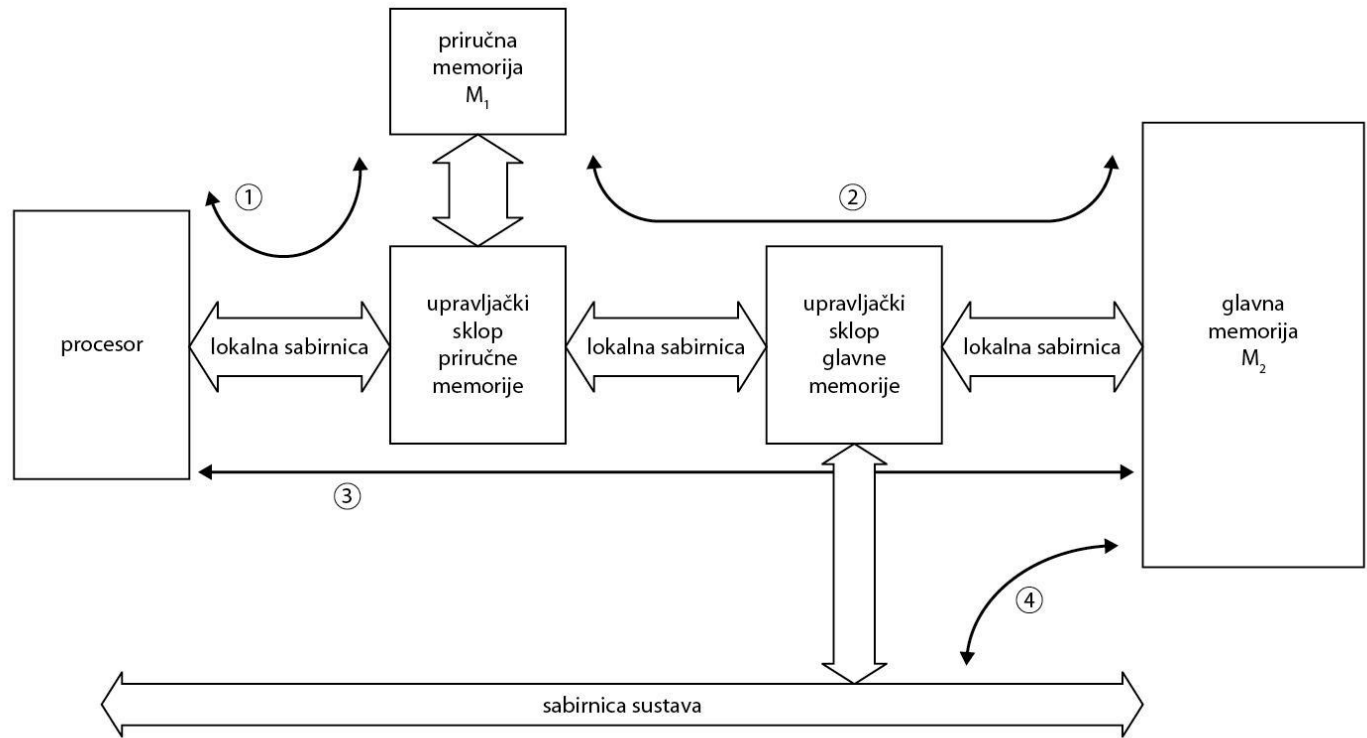 priručna
memorija
M₁
①
②
procesor
lokalna sabirnica
upravljački
sklop
priručne
memorije
lokalna sabirnica
upravljački
sklop
glavne
memorije
lokalna sabirnica
glavna
memorija
M₂
③
④
sabirnica sustava